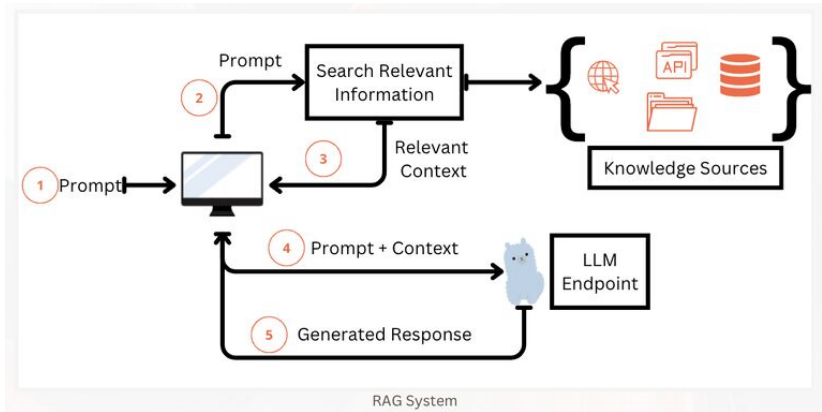 Prompt
2
Search Relevant
Information
API
3
Relevant
Context
Knowledge Sources
1
Prompt
4
Prompt + Context
LLM
Endpoint
5
Generated Response
RAG System